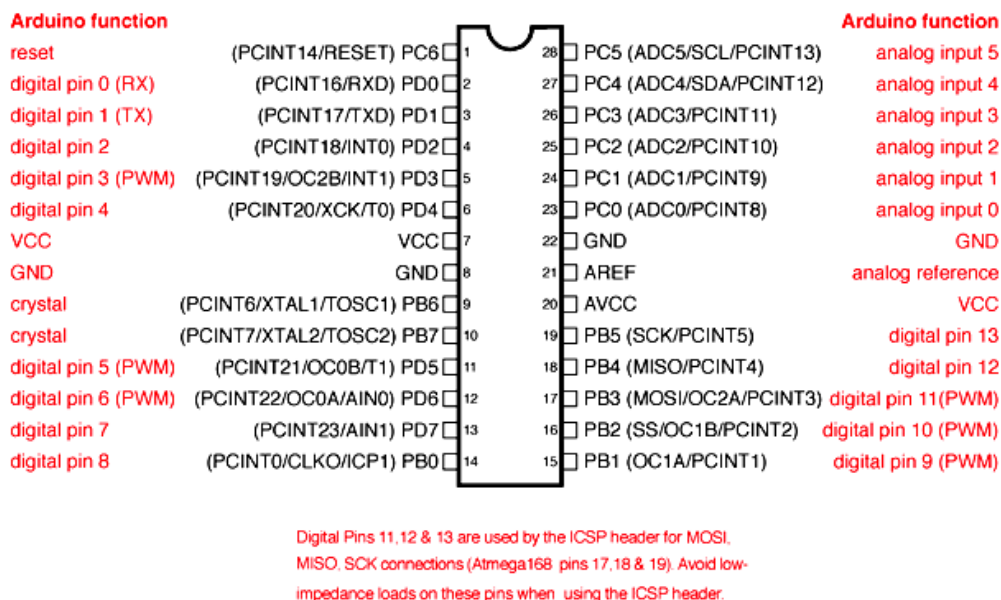 Arduino function Arduino function
reset (PCINT14/RESET) PC6 1 28 PC5 (ADC5/SCL/PCINT13) analog input 5
digital pin 0 (RX) (PCINT16/RXD) PD0 2 27 PC4 (ADC4/SDA/PCINT12) analog input 4
digital pin 1 (TX) (PCINT17/TXD) PD1 3 26 PC3 (ADC3/PCINT11) analog input 3
digital pin 2 (PCINT18/INT0) PD2 4 25 PC2 (ADC2/PCINT10) analog input 2
digital pin 3 (PWM) (PCINT19/OC2B/INT1) PD3 5 24 PC1 (ADC1/PCINT9) analog input 1
digital pin 4 (PCINT20/XCK/T0) PD4 6 23 PC0 (ADC0/PCINT8) analog input 0
VCC VCC 7 22 GND GND
GND GND 8 21 AREF analog reference
crystal (PCINT6/XTAL1/TOSC1) PB6 9 20 AVCC VCC
crystal (PCINT7/XTAL2/TOSC2) PB7 10 19 PB5 (SCK/PCINT5) digital pin 13
digital pin 5 (PWM) (PCINT21/OC0B/T1) PD5 11 18 PB4 (MISO/PCINT4) digital pin 12
digital pin 6 (PWM) (PCINT22/OC0A/AIN0) PD6 12 17 PB3 (MOSI/OC2A/PCINT3) digital pin 11(PWM)
digital pin 7 (PCINT23/AIN1) PD7 13 16 PB2 (SS/OC1B/PCINT2) digital pin 10 (PWM)
digital pin 8 (PCINT0/CLKO/ICP1) PB0 14 15 PB1 (OC1A/PCINT1) digital pin 9 (PWM)
Digital Pins 11,12 & 13 are used by the ICSP header for MOSI,
MISO, SCK connections (Atmega168 pins 17,18 & 19). Avoid low-
impedance loads on these pins when using the ICSP header.